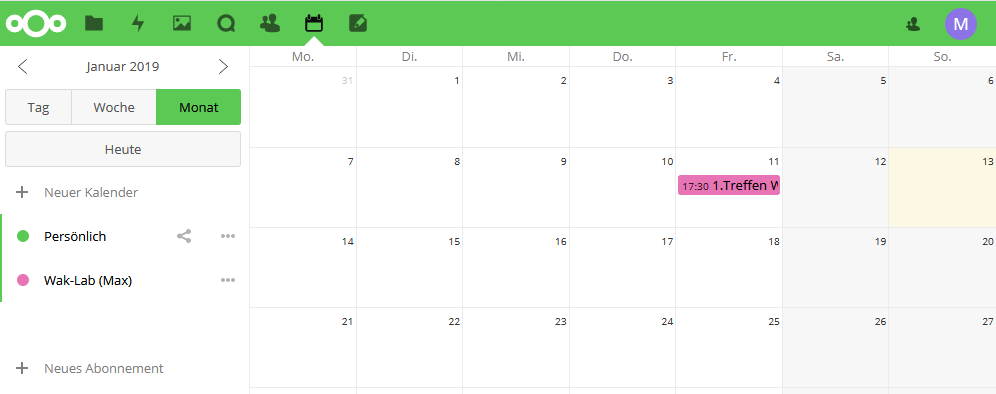 M
Januar 2019
Mo. Di. Mi. Do. Fr. Sa. So.
Tag Woche Monat
Heute
Neuer Kalender
Persönlich
Wak-Lab (Max)
Neues Abonnement
31 1 2 3 4 5 6
7 8 9 10 11 12 13
17:30 1.Treffen
14 15 16 17 18 19 20
21 22 23 24 25 26 27